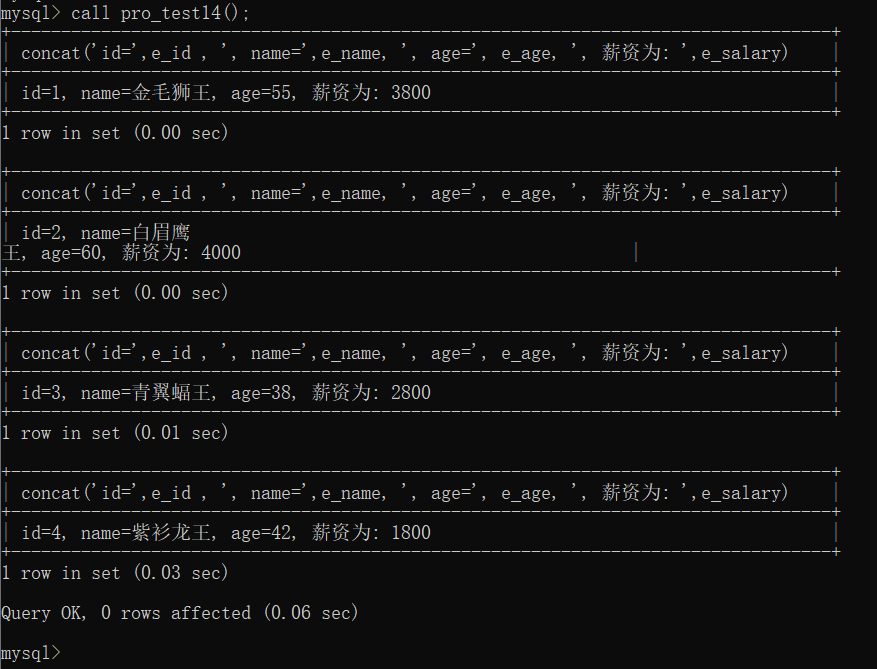 mysql> call pro_test14();
+----------------------------------------------------------------------------------+
| concat('id=',e_id , ', name=',e_name, ', age=', e_age, ', 薪资为: ',e_salary)    |
+----------------------------------------------------------------------------------+
| id=1, name=金毛狮王, age=55, 薪资为: 3800                                        |
+----------------------------------------------------------------------------------+
1 row in set (0.00 sec)

+----------------------------------------------------------------------------------+
| concat('id=',e_id , ', name=',e_name, ', age=', e_age, ', 薪资为: ',e_salary)    |
+----------------------------------------------------------------------------------+
| id=2, name=白眉鹰
王, age=60, 薪资为: 4000                                       |
+----------------------------------------------------------------------------------+
1 row in set (0.00 sec)

+----------------------------------------------------------------------------------+
| concat('id=',e_id , ', name=',e_name, ', age=', e_age, ', 薪资为: ',e_salary)    |
+----------------------------------------------------------------------------------+
| id=3, name=青翼蝠王, age=38, 薪资为: 2800                                        |
+----------------------------------------------------------------------------------+
1 row in set (0.01 sec)

+----------------------------------------------------------------------------------+
| concat('id=',e_id , ', name=',e_name, ', age=', e_age, ', 薪资为: ',e_salary)    |
+----------------------------------------------------------------------------------+
| id=4, name=紫衫龙王, age=42, 薪资为: 1800                                        |
+----------------------------------------------------------------------------------+
1 row in set (0.03 sec)

Query OK, 0 rows affected (0.06 sec)

mysql>